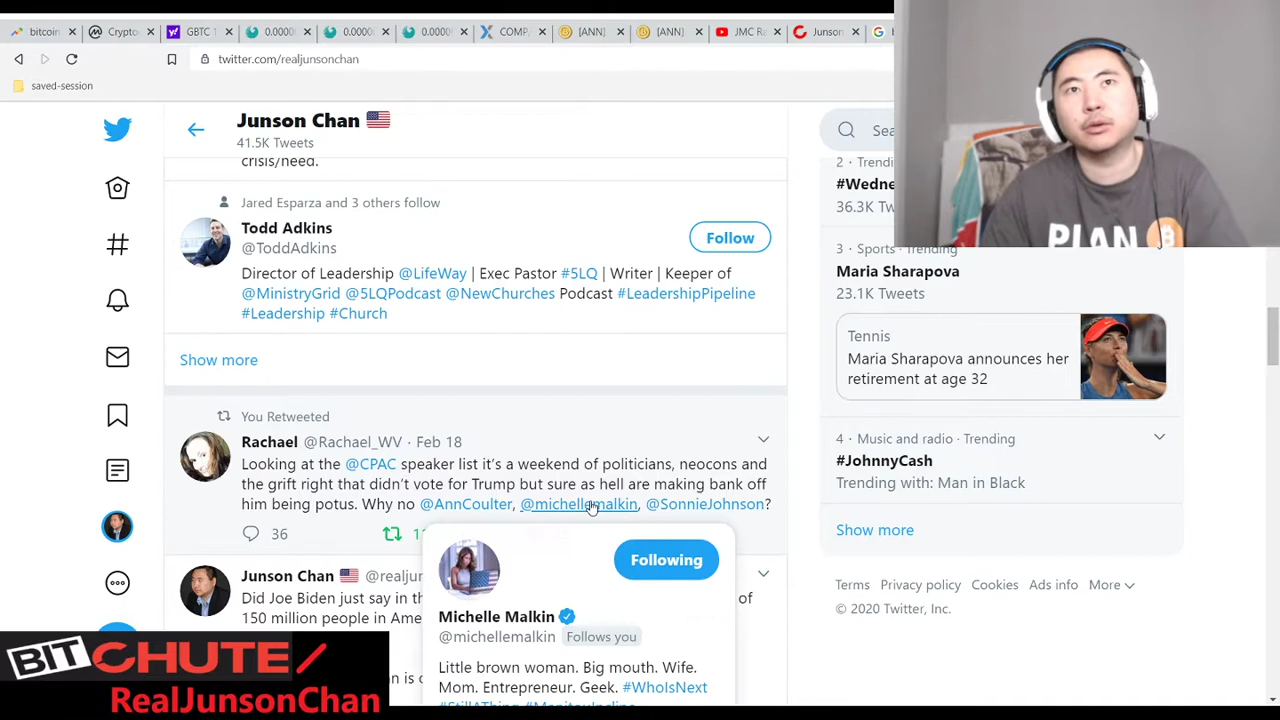 bitcoin
Crypto
GBTC 1
0.0000
0.000
0.0000
COMP,
[ANN]
[ANN]
JMC Ra
Junson
twitter.com/realjunsonchan
saved-session
Junson Chan
41.5K Tweets
crisis/need.
Jared Esparza and 3 others follow
Todd Adkins
@ToddAdkins
Follow
Director of Leadership @LifeWay | Exec Pastor #5LQ | Writer | Keeper of
@MinistryGrid @5LQPodcast @NewChurches Podcast #LeadershipPipeline
#Leadership #Church
Show more
You Retweeted
Rachael @Rachael_WV · Feb 18
Looking at the @CPAC speaker list it’s a weekend of politicians, neocons and
the grift right that didn’t vote for Trump but sure as hell are making bank off
him being potus. Why no @AnnCoulter, @michellemalkin, @SonnieJohnson?
36
Junson Chan @realju
Did Joe Biden just say in th
of
150 million people in Ame
an is c
Following
Michelle Malkin
@michellemalkin Follows you
Little brown woman. Big mouth. Wife.
Mom. Entrepreneur. Geek. #WhoIsNext
#StillAThing #ManitouIncline
Sea
2 · Trendi
#Wedne
36.3K Tw
3 · Sports · Trending
Maria Sharapova
23.1K Tweets
Tennis
Maria Sharapova announces her
retirement at age 32
4 · Music and radio · Trending
#JohnnyCash
Trending with: Man in Black
Show more
Terms Privacy policy Cookies Ads info More
© 2020 Twitter, Inc.
PLAN B
BITCHUTE/
RealJunsonChan